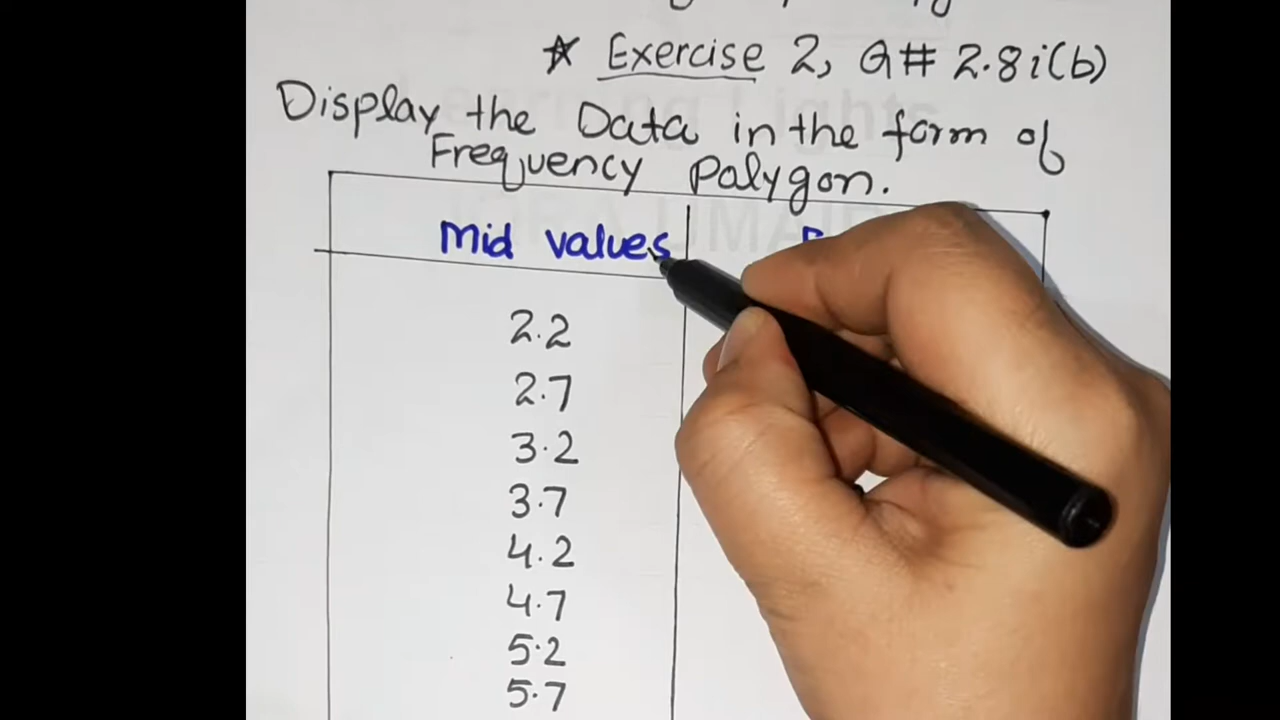 * Exercise 2, Q# 2.8i(b)
Display the Data in the form of
Frequency Polygon.
Mid values
2.2
2.7
3.2
3.7
4.2
4.7
5.2
5.7